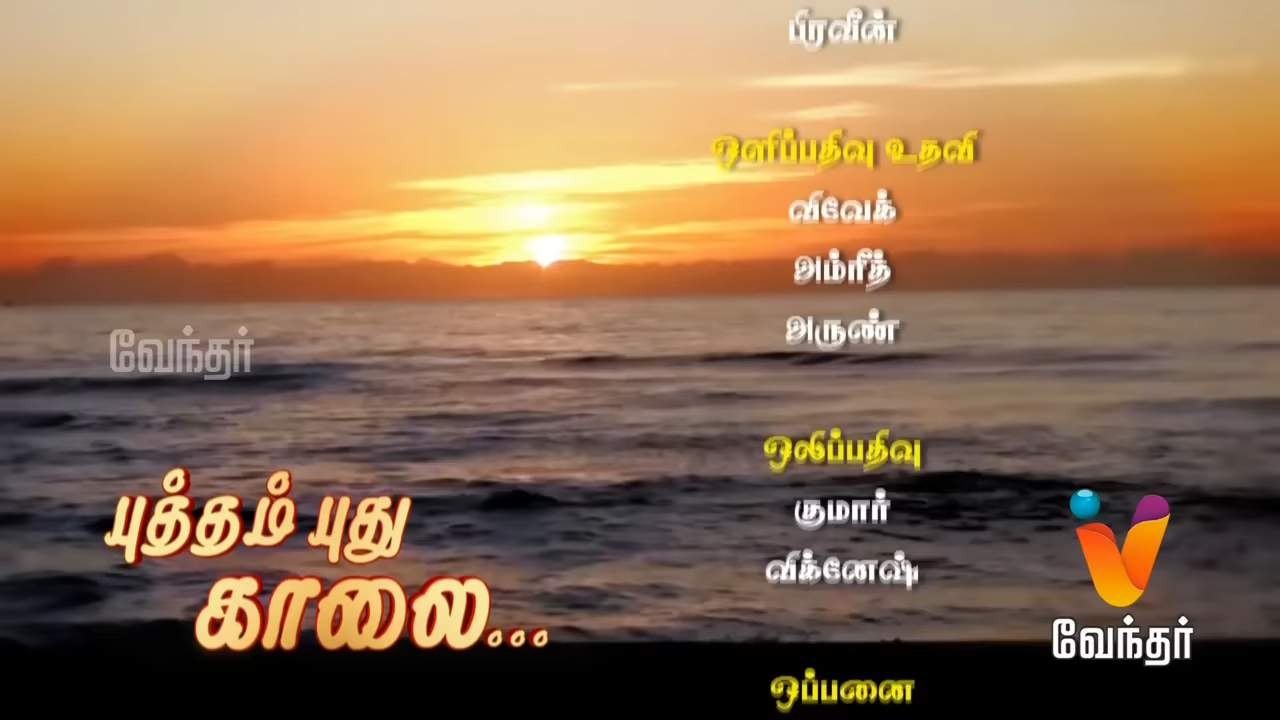 பிரவீன்
ஒளிப்பதிவு உதவி
விவேக்
அம்ரீத்
அருண்
வேந்தர்
ஒலிப்பதிவு
குமார்
விக்னேஷ்
புத்தம் புது
காலை...
வேந்தர்
ஒப்பனை